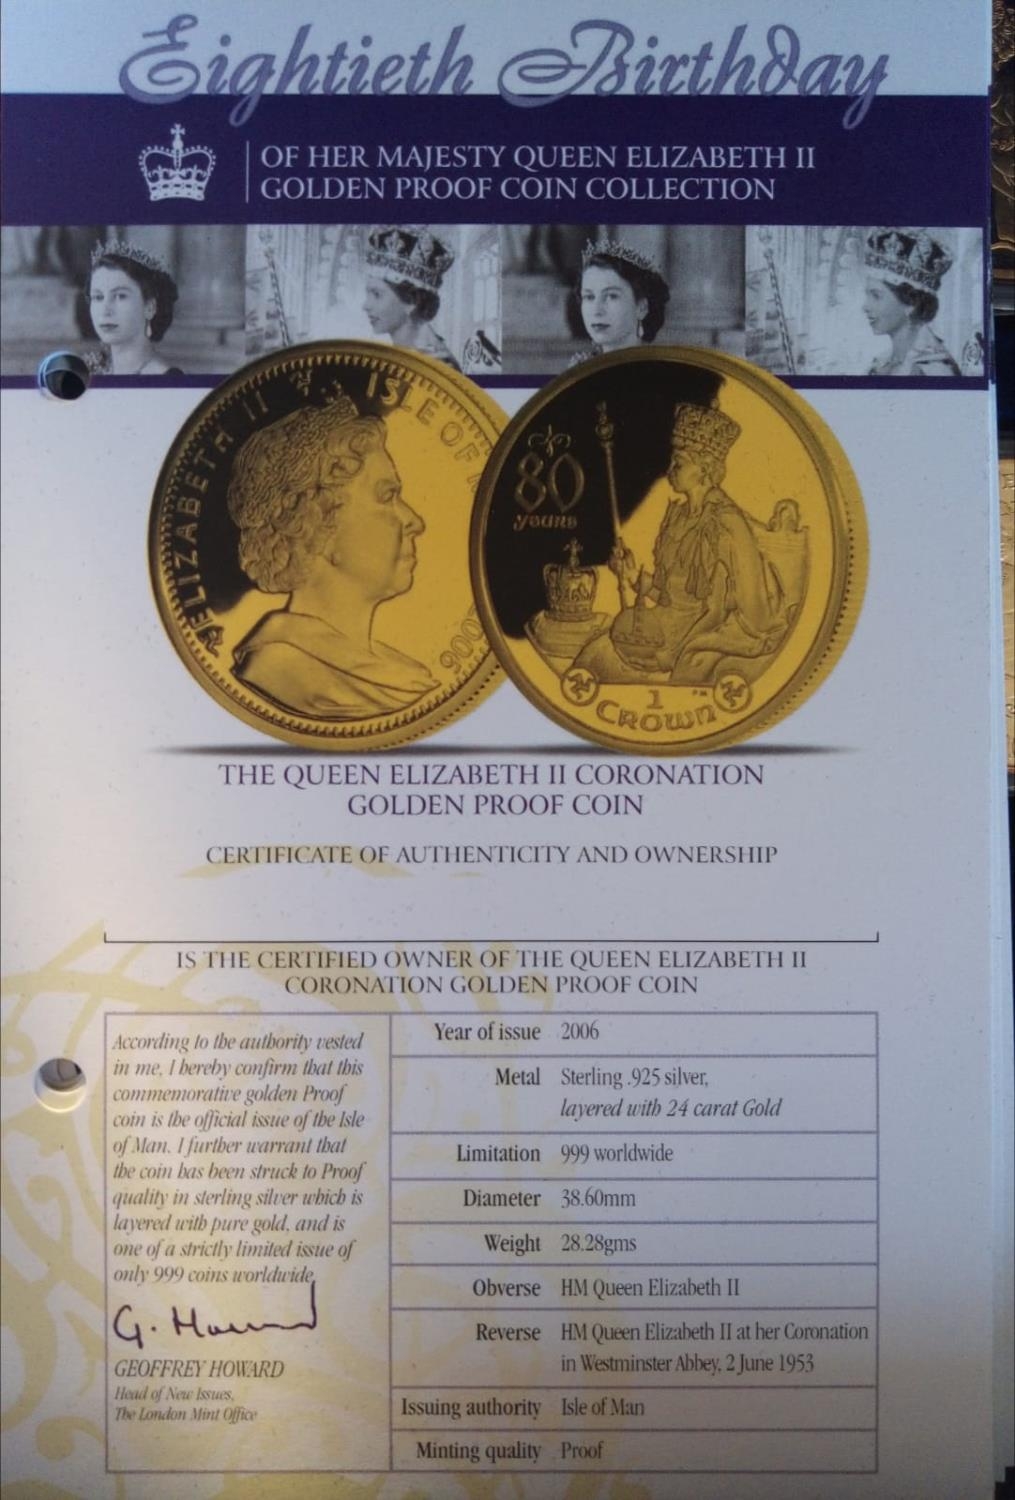 Eightieth Birthday
OF HER MAJESTY QUEEN ELIZABETH II
GOLDEN PROOF COIN COLLECTION
ELIZABETH II ISLE OF
2006
80
years
1
CROWN
PM
THE QUEEN ELIZABETH II CORONATION
GOLDEN PROOF COIN
CERTIFICATE OF AUTHENTICITY AND OWNERSHIP
IS THE CERTIFIED OWNER OF THE QUEEN ELIZABETH II
CORONATION GOLDEN PROOF COIN
According to the authority vested
in me, I hereby confirm that this
commemorative golden Proof
coin is the official issue of the Isle
of Man. I further warrant that
the coin has been struck to Proof
quality in sterling silver which is
layered with pure gold, and is
one of a strictly limited issue of
only 999 coins worldwide
G. Howard
GEOFFREY HOWARD
Head of New Issues,
The London Mint Office
Year of issue 2006
Metal Sterling .925 silver,
layered with 24 carat Gold
Limitation 999 worldwide
Diameter 38.60mm
Weight 28.28gms
Obverse HM Queen Elizabeth II
Reverse HM Queen Elizabeth II at her Coronation
in Westminster Abbey, 2 June 1953
Issuing authority Isle of Man
Minting quality Proof